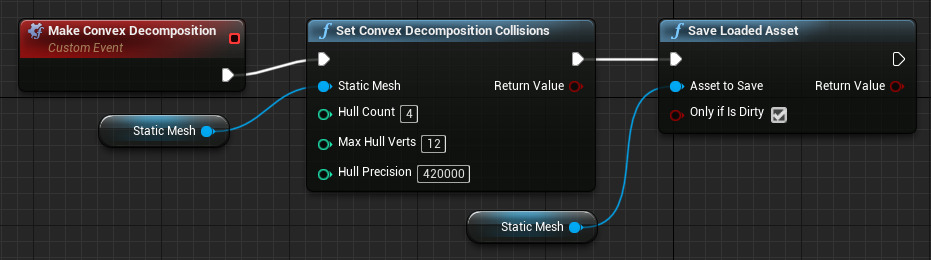 Make Convex Decomposition
Custom Event
Static Mesh
f Set Convex Decomposition Collisions
Static Mesh
Return Value
Hull Count 4
Max Hull Verts 12
Hull Precision 420000
Static Mesh
f Save Loaded Asset
Asset to Save
Return Value
Only if Is Dirty